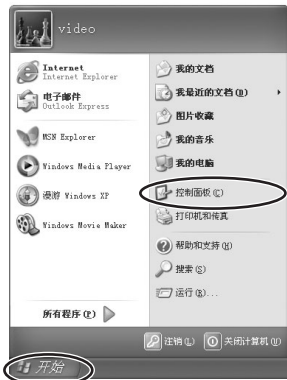 video
Internet
Internet Explorer
电子邮件
Outlook Express
MSN Explorer
Windows Media Player
漫游 Windows XP
Windows Movie Maker
所有程序(P)
我的文档
我最近的文档(D)
图片收藏
我的音乐
我的电脑
控制面板(C)
打印机和传真
帮助和支持(H)
搜索(S)
运行(R)...
注销(L)
关闭计算机(U)
开始